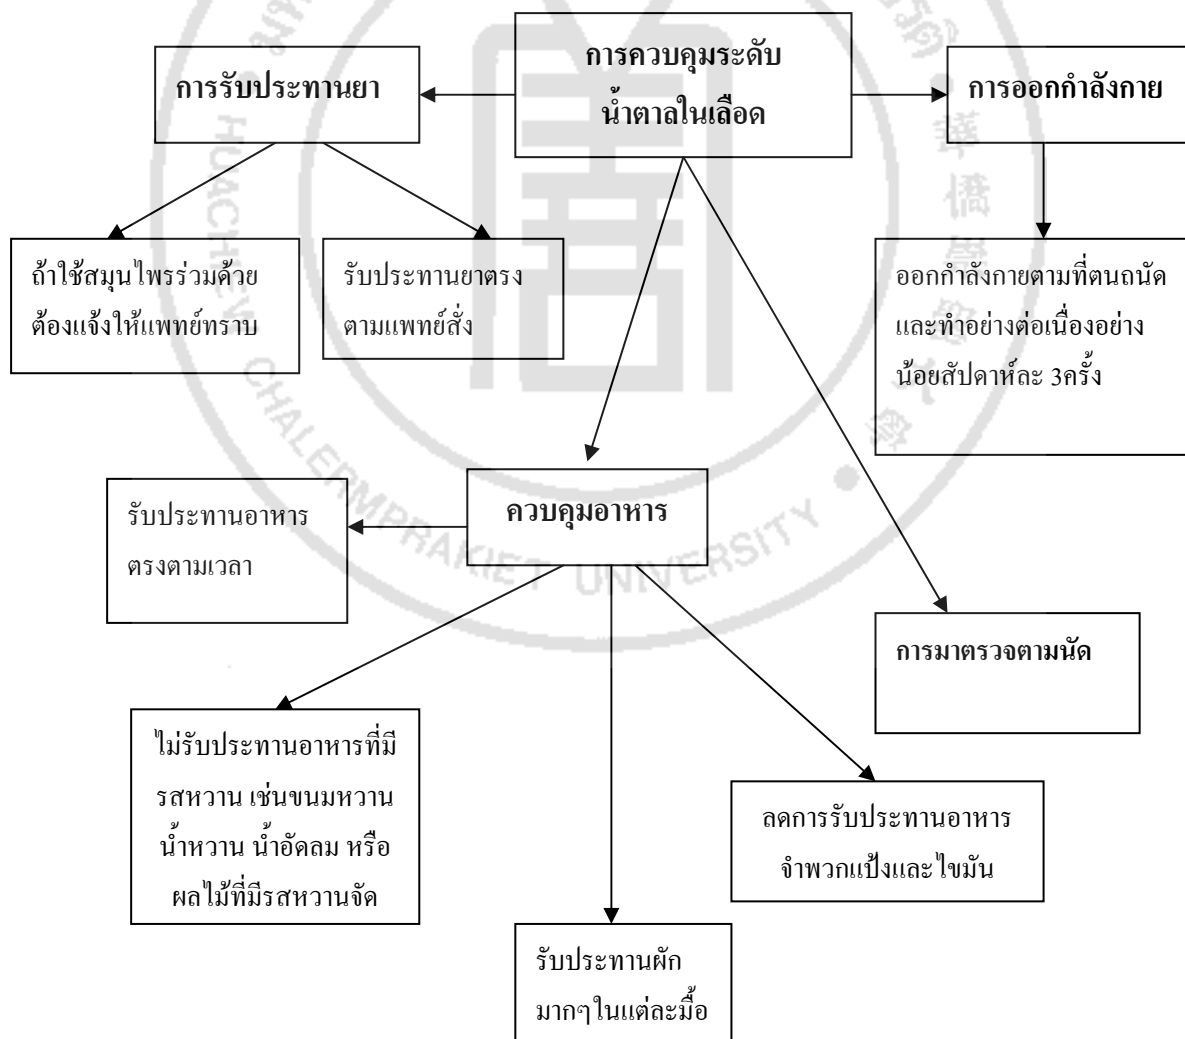 การควบคุมระดับ
น้ำตาลในเลือด
การรับประทานยา
การออกกำลังกาย
ถ้าใช้สมุนไพรร่วมด้วย
ต้องแจ้งให้แพทย์ทราบ
รับประทานยาตรง
ตามแพทย์สั่ง
ออกกำลังกายตามที่ตนถนัด
และทำอย่างต่อเนื่องอย่าง
น้อยสัปดาห์ละ 3ครั้ง
ควบคุมอาหาร
รับประทานอาหาร
ตรงตามเวลา
การมาตรวจตามนัด
ไม่รับประทานอาหารที่มี
รสหวาน เช่นขนมหวาน
น้ำหวาน น้ำอัดลม หรือ
ผลไม้ที่มีรสหวานจัด
ลดการรับประทานอาหาร
จำพวกแป้งและไขมัน
รับประทานผัก
มากๆในแต่ละมื้อ
HUACHIEW CHALERMPRAKIET UNIVERSITY